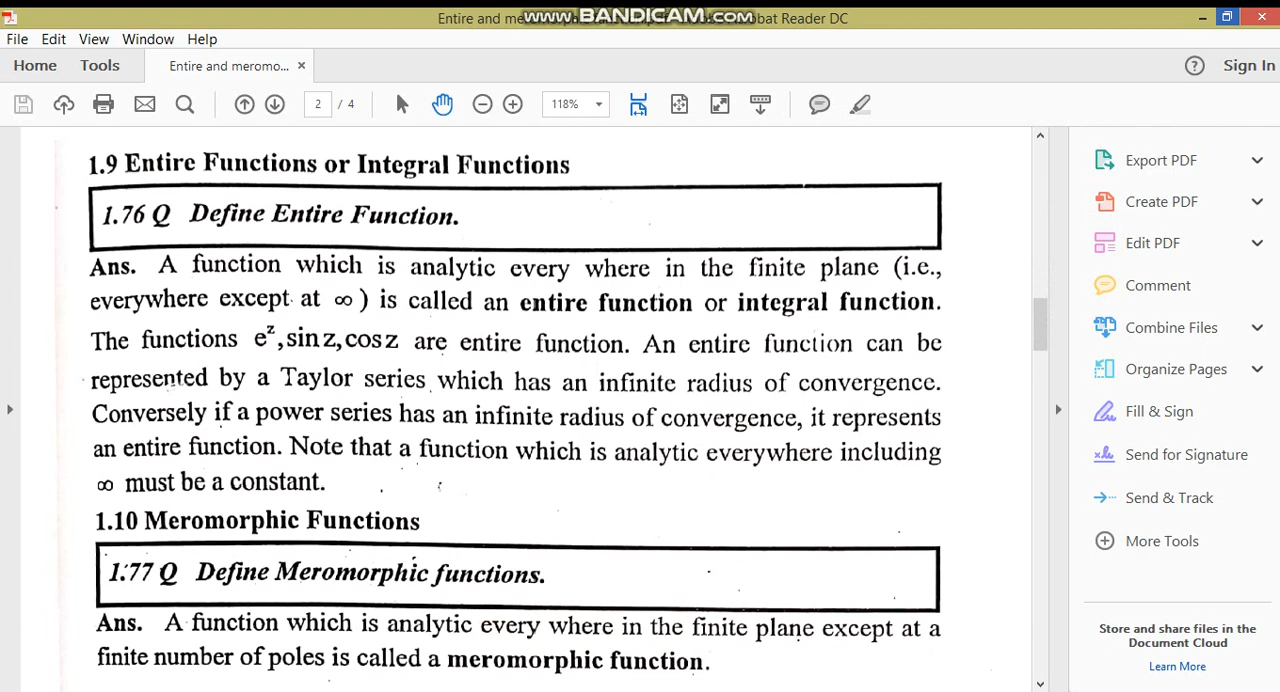 Entire and me
www.BANDICAM.com
obat Reader DC
File Edit View Window Help
Home Tools Entire and meromo... ×
? Sign In
2 / 4 118%
1.9 Entire Functions or Integral Functions
1.76 Q Define Entire Function.
Ans. A function which is analytic every where in the finite plane (i.e.,
everywhere except at ∞ ) is called an entire function or integral function.
The functions e^z, sin z, cos z are entire function. An entire function can be
represented by a Taylor series which has an infinite radius of convergence.
Conversely if a power series has an infinite radius of convergence, it represents
an entire function. Note that a function which is analytic everywhere including
∞ must be a constant.
1.10 Meromorphic Functions
1.77 Q Define Meromorphic functions.
Ans. A function which is analytic every where in the finite plane except at a
finite number of poles is called a meromorphic function.
Export PDF
Create PDF
Edit PDF
Comment
Combine Files
Organize Pages
Fill & Sign
Send for Signature
Send & Track
More Tools
Store and share files in the
Document Cloud
Learn More